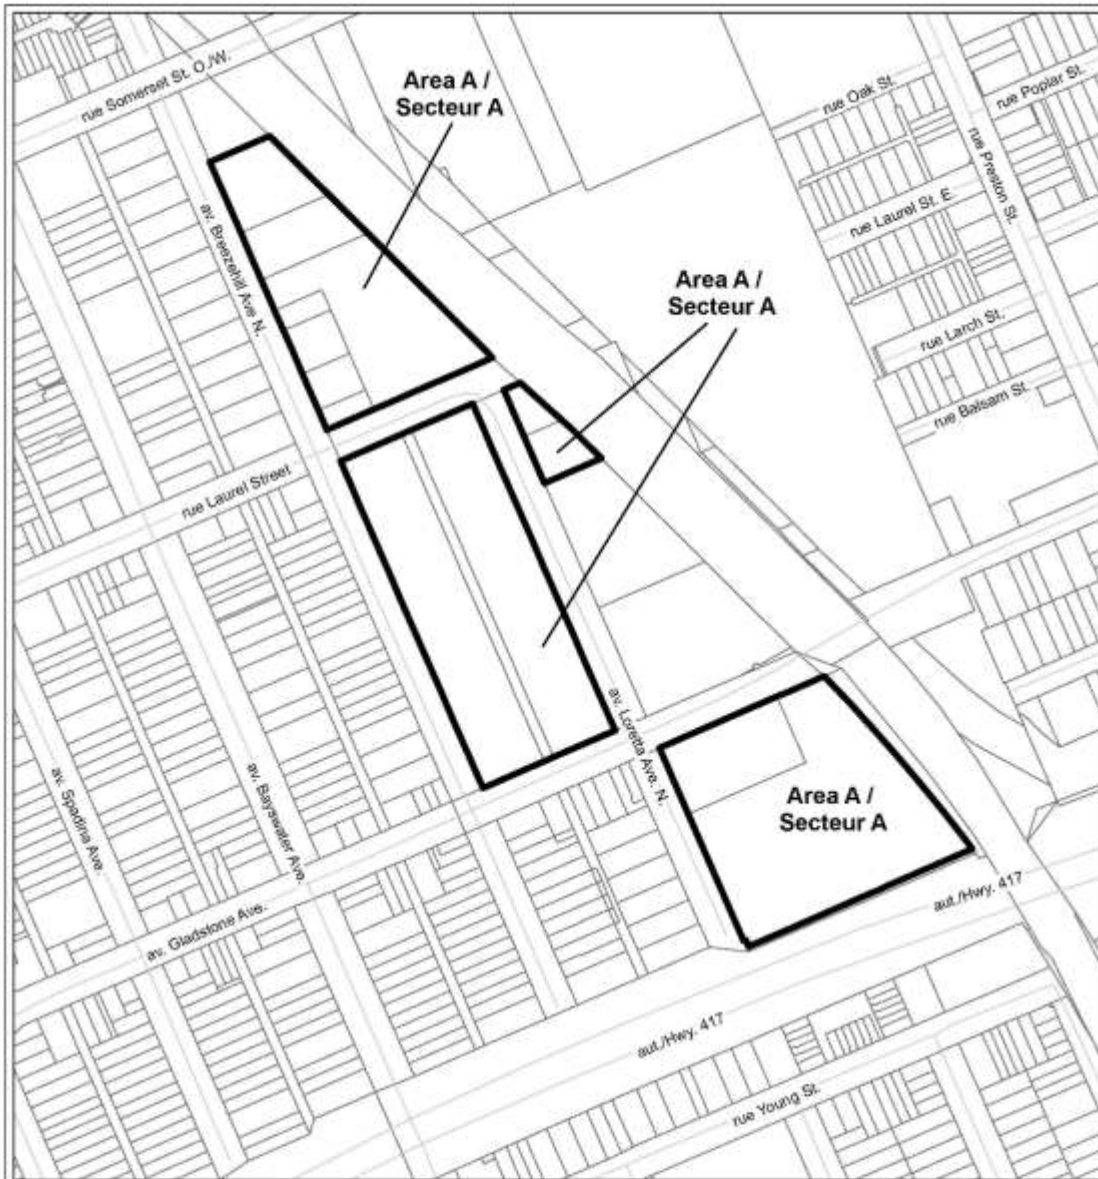 rue Somerset St. O./W.
Area A /
Secteur A
rue Oak St.
rue Poplar St.
rue Preston St.
rue Laurel St. E.
av. Breezehill Ave N.
Area A /
Secteur A
rue Larch St.
rue Balsam St.
rue Laurel Street
av. Loretta Ave. N.
av. Spadina Ave.
av. Bayswater Ave.
Area A /
Secteur A
av. Gladstone Ave.
aut./Hwy. 417
aut./Hwy. 417
rue Young St.